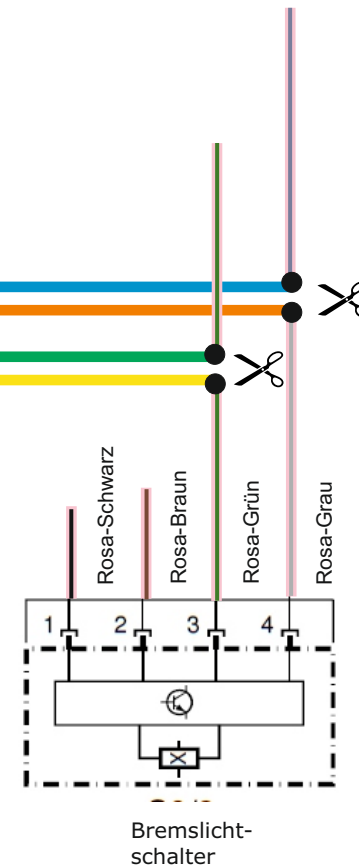 Rosa-Schwarz
Rosa-Braun
Rosa-Grün
Rosa-Grau
1 2 3 4
Bremslicht-
schalter